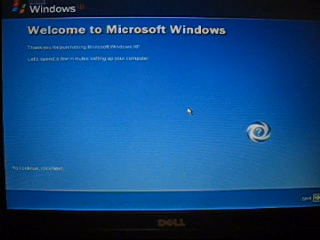 Windows
Welcome to Microsoft Windows
Thank you for purchasing Microsoft Windows XP.
Let's spend a few minutes setting up your computer.
To continue, click Next.
Next
DELL